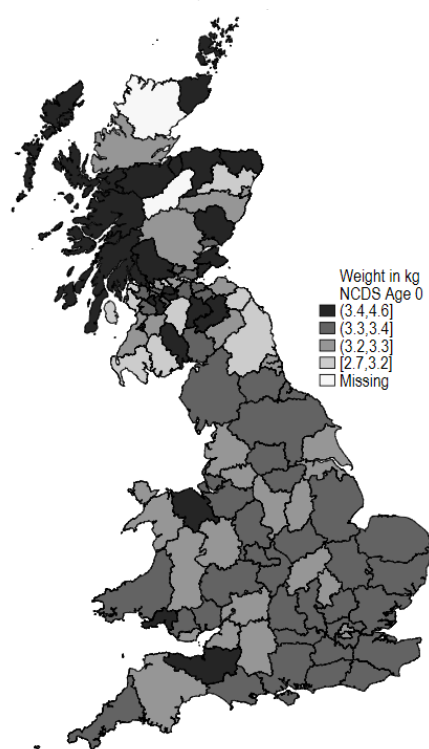 Weight in kg
NCDS Age 0
(3.4,4.6]
(3.3,3.4]
(3.2,3.3]
[2.7,3.2]
Missing